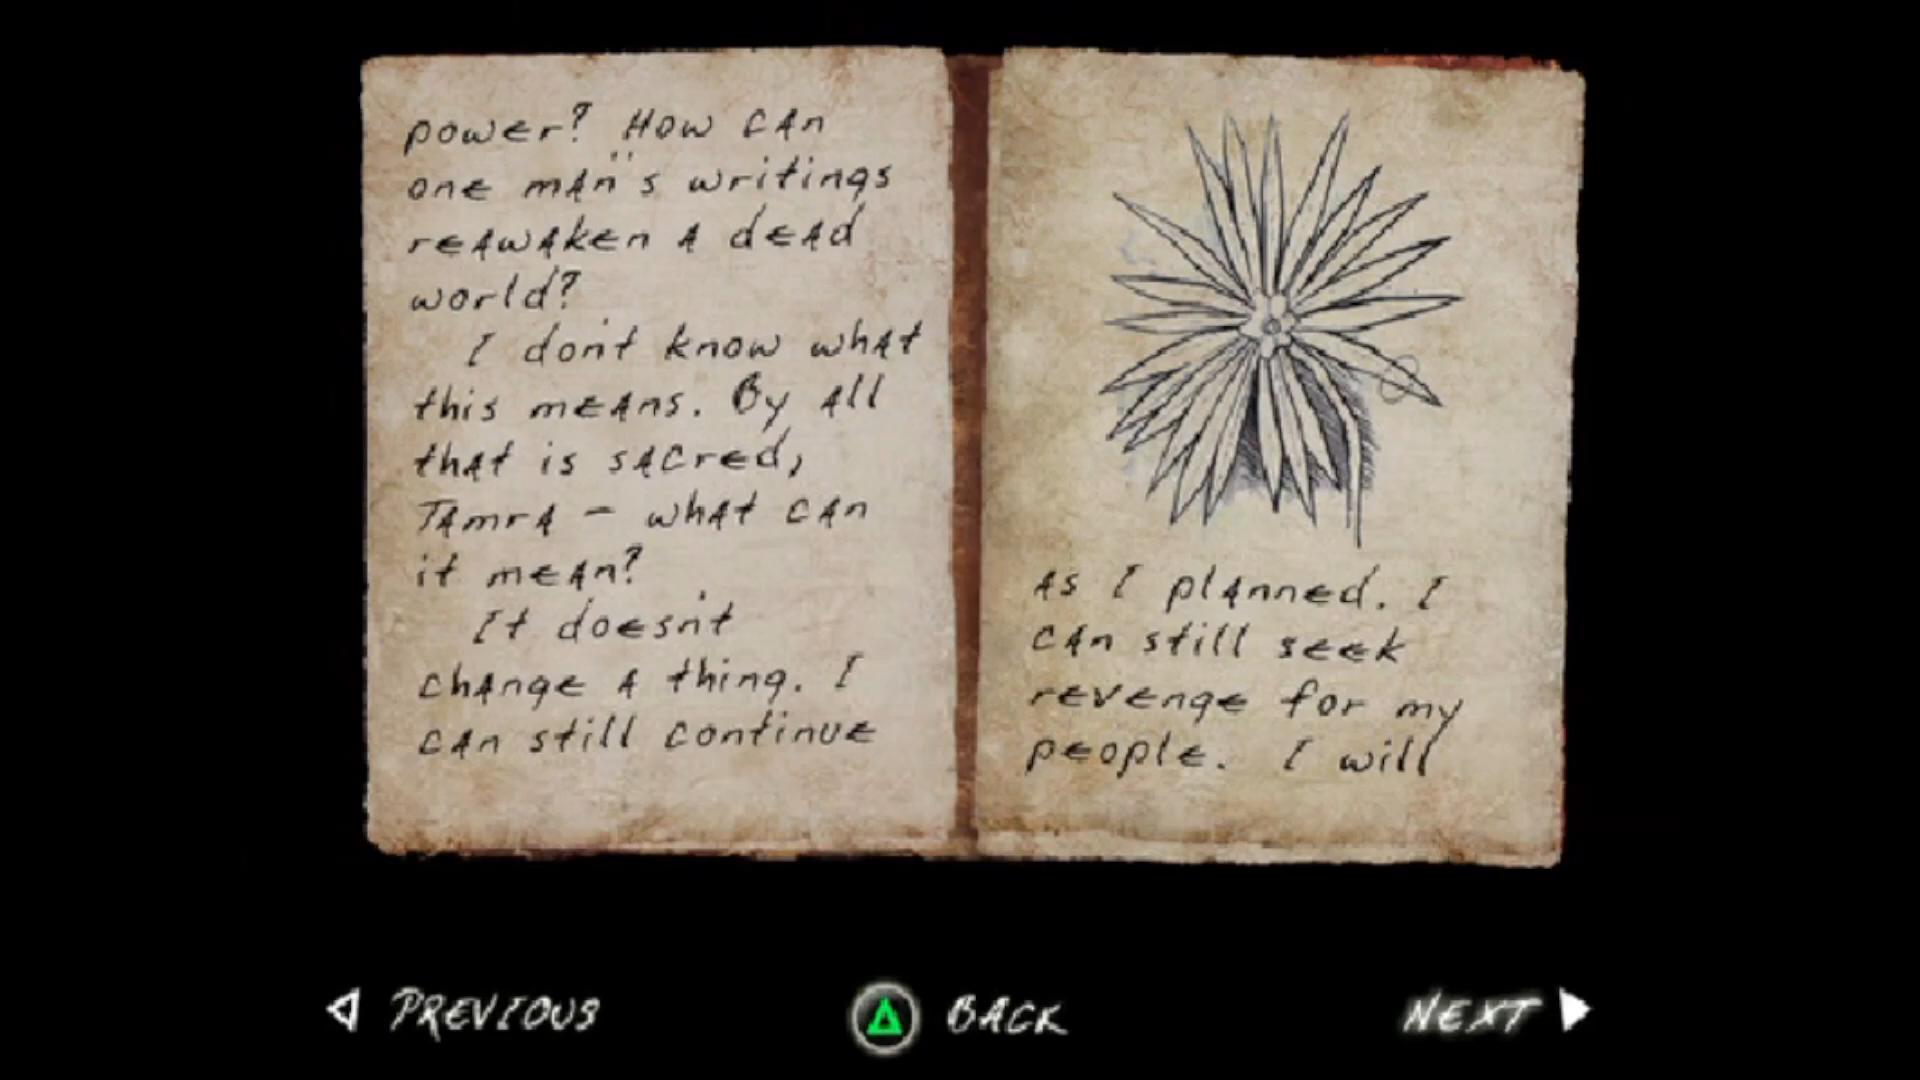 power? How can
one man"s writings
reawaken a dead
world?
I don't know what
this means. By all
that is sacred,
Tamra - what can
it mean?
It doesn't
change a thing. I
can still continue
as I planned. I
can still seek
revenge for my
people. I will
Previous
Back
Next